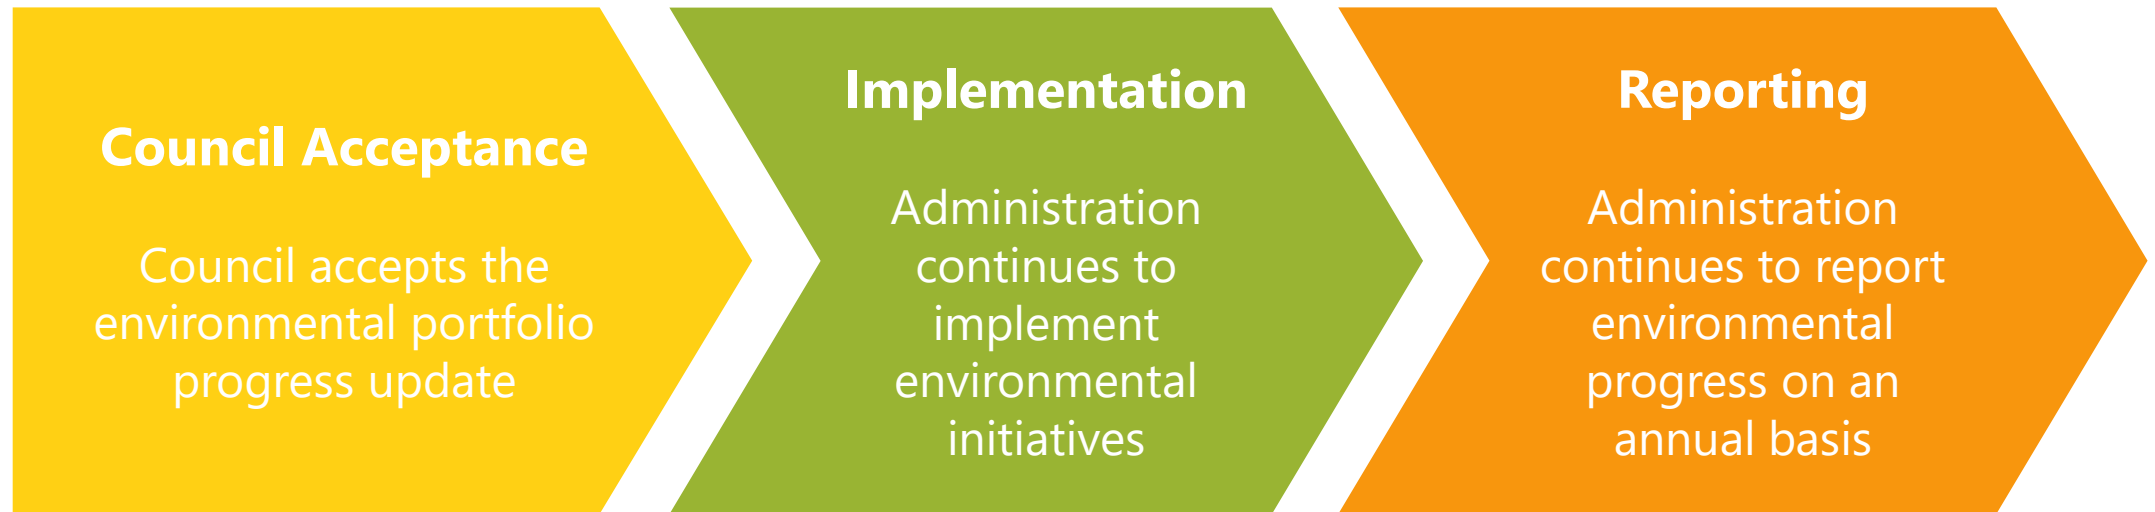 Council Acceptance
Council accepts the
environmental portfolio
progress update
Implementation
Administration
continues to
implement
environmental
initiatives
Reporting
Administration
continues to report
environmental
progress on an
annual basis